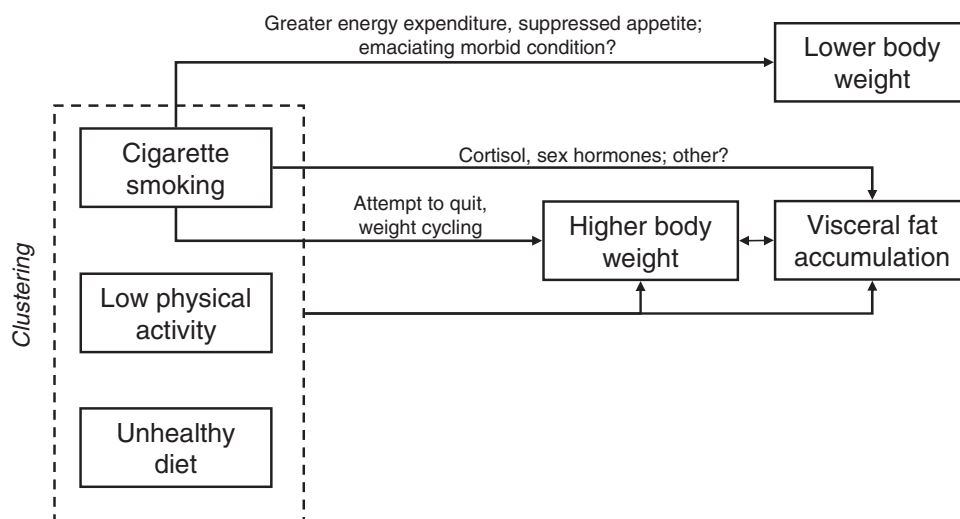 Greater energy expenditure, suppressed appetite;
emaciating morbid condition?
Lower body
weight
Cigarette
smoking
Cortisol, sex hormones; other?
Attempt to quit,
weight cycling
Higher body
weight
Visceral fat
accumulation
Clustering
Low physical
activity
Unhealthy
diet